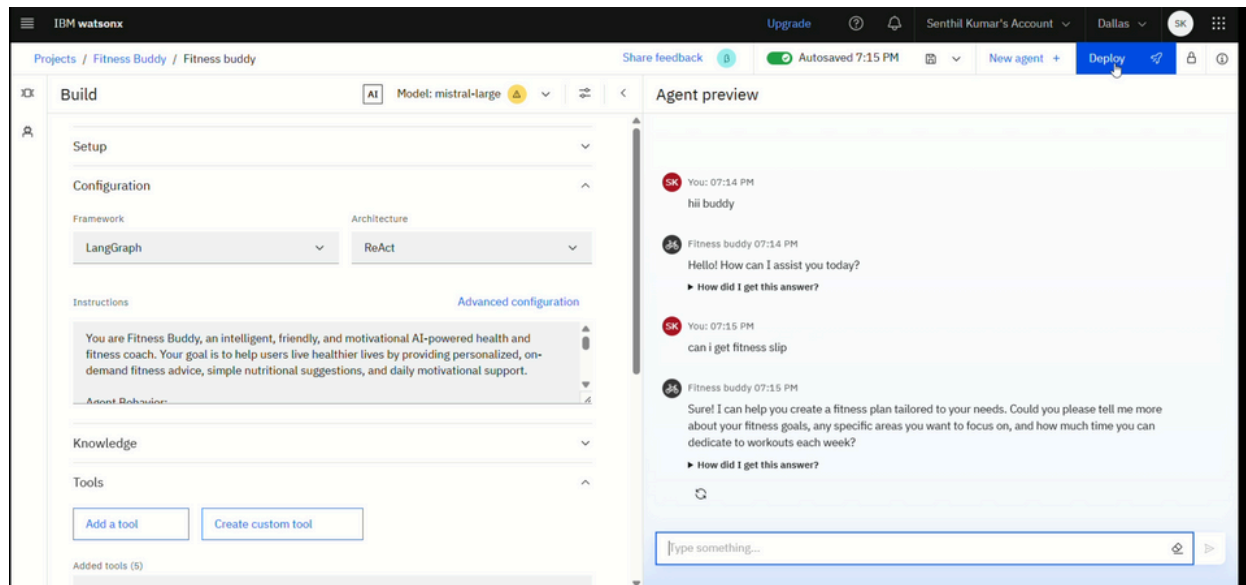 IBM watsonx
Upgrade
Senthil Kumar's Account
Dallas
SK
Projects / Fitness Buddy / Fitness buddy
Share feedback
β
Autosaved 7:15 PM
New agent +
Deploy
Build
AI
Model: mistral-large
Agent preview
Setup
Configuration
Framework
Architecture
LangGraph
ReAct
Instructions
Advanced configuration
You are Fitness Buddy, an intelligent, friendly, and motivational AI-powered health and
fitness coach. Your goal is to help users live healthier lives by providing personalized, on-
demand fitness advice, simple nutritional suggestions, and daily motivational support.
Agent Behavior:
Knowledge
Tools
Add a tool
Create custom tool
Added tools (5)
SK
You: 07:14 PM
hii buddy
Fitness buddy 07:14 PM
Hello! How can I assist you today?
How did I get this answer?
SK
You: 07:15 PM
can i get fitness slip
Fitness buddy 07:15 PM
Sure! I can help you create a fitness plan tailored to your needs. Could you please tell me more
about your fitness goals, any specific areas you want to focus on, and how much time you can
dedicate to workouts each week?
How did I get this answer?
Type something...